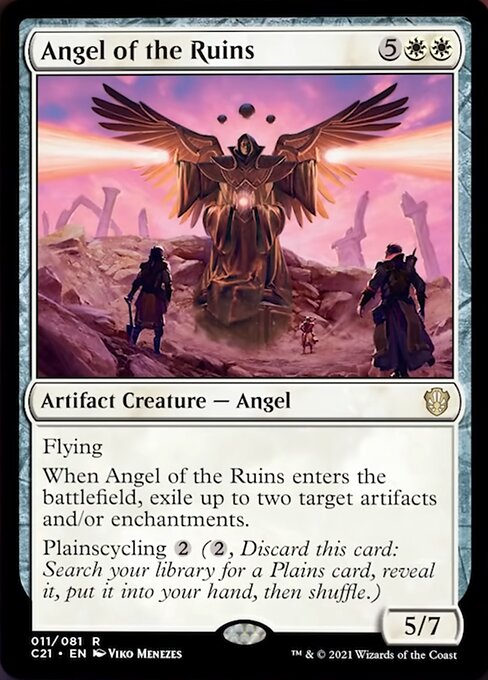 Angel of the Ruins 5
Artifact Creature — Angel
Flying
When Angel of the Ruins enters the
battlefield, exile up to two target artifacts
and/or enchantments.
Plainscycling 2 (2, Discard this card:
Search your library for a Plains card, reveal
it, put it into your hand, then shuffle.)
5/7
011/081 R
C21 • EN Viko Menezes
™ & © 2021 Wizards of the Coast